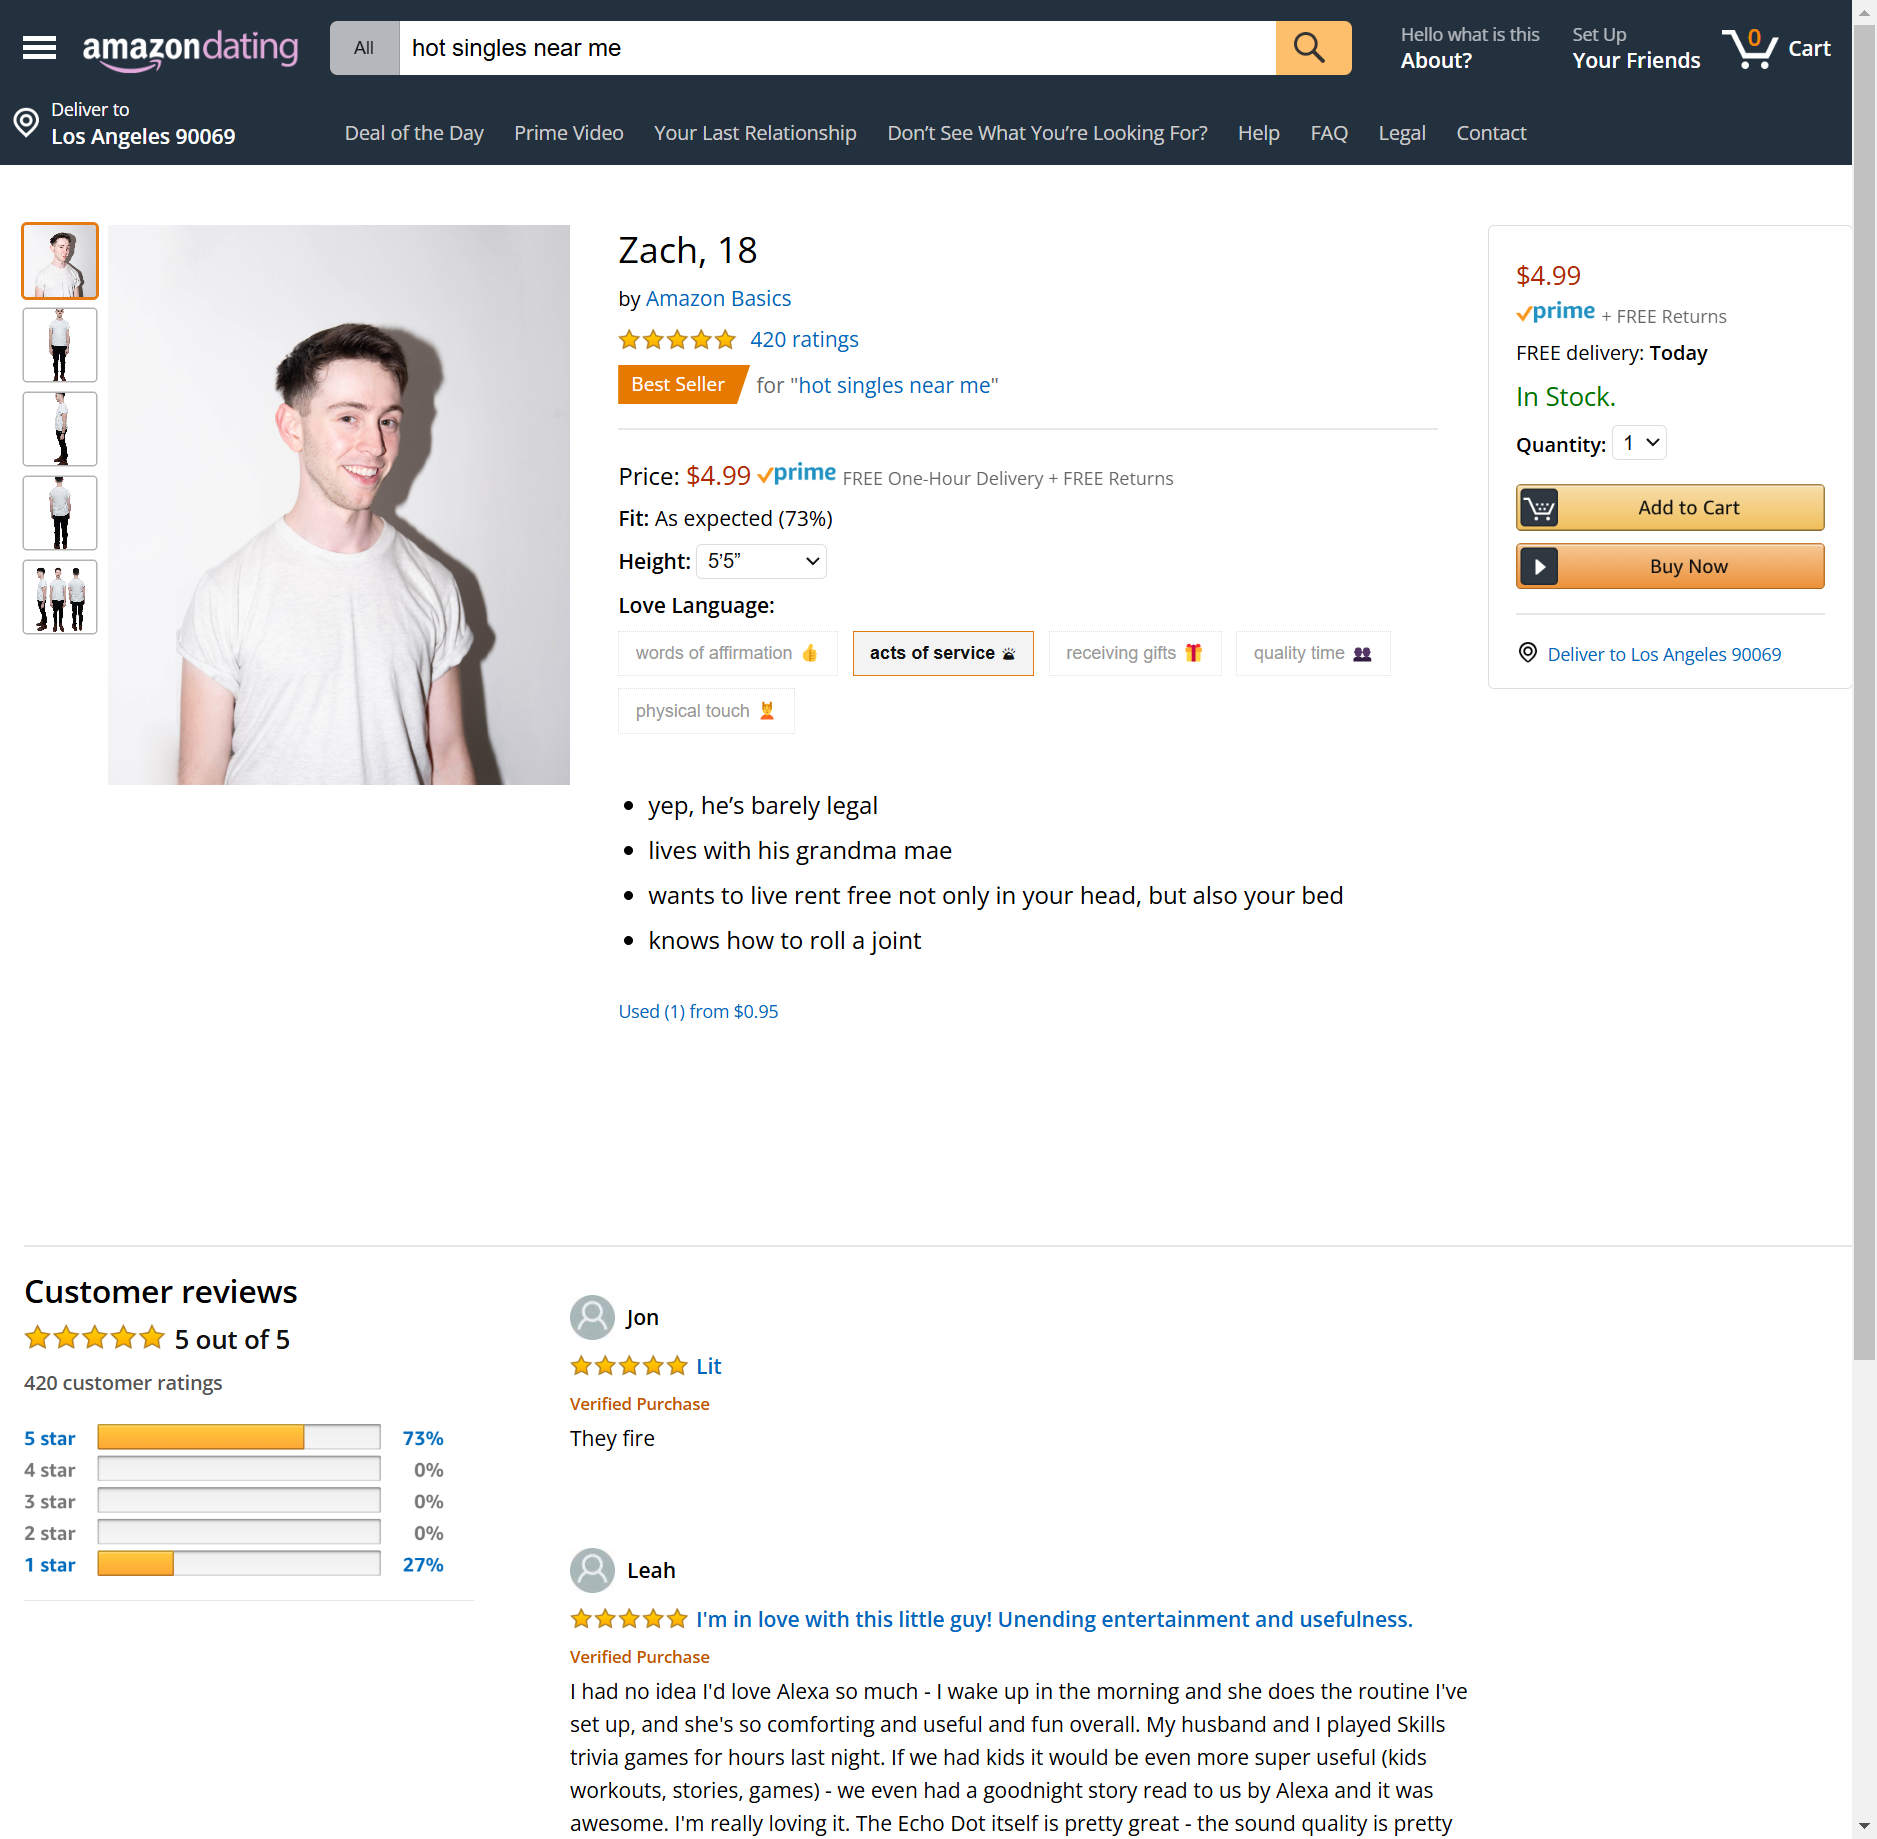 amazondating
All
hot singles near me
Hello what is this
About?
Set Up
Your Friends
0
Cart
Deliver to
Los Angeles 90069
Deal of the Day
Prime Video
Your Last Relationship
Don’t See What You’re Looking For?
Help
FAQ
Legal
Contact
Zach, 18
by Amazon Basics
420 ratings
Best Seller for "hot singles near me"
Price: $4.99 prime FREE One-Hour Delivery + FREE Returns
Fit: As expected (73%)
Height: 5’5”
Love Language:
words of affirmation
acts of service
receiving gifts
quality time
physical touch
yep, he’s barely legal
lives with his grandma mae
wants to live rent free not only in your head, but also your bed
knows how to roll a joint
Used (1) from $0.95
$4.99
prime + FREE Returns
FREE delivery: Today
In Stock.
Quantity: 1
Add to Cart
Buy Now
Deliver to Los Angeles 90069
Customer reviews
5 out of 5
420 customer ratings
5 star 73%
4 star 0%
3 star 0%
2 star 0%
1 star 27%
Jon
Lit
Verified Purchase
They fire
Leah
I'm in love with this little guy! Unending entertainment and usefulness.
Verified Purchase
I had no idea I'd love Alexa so much - I wake up in the morning and she does the routine I've
set up, and she's so comforting and useful and fun overall. My husband and I played Skills
trivia games for hours last night. If we had kids it would be even more super useful (kids
workouts, stories, games) - we even had a goodnight story read to us by Alexa and it was
awesome. I'm really loving it. The Echo Dot itself is pretty great - the sound quality is pretty